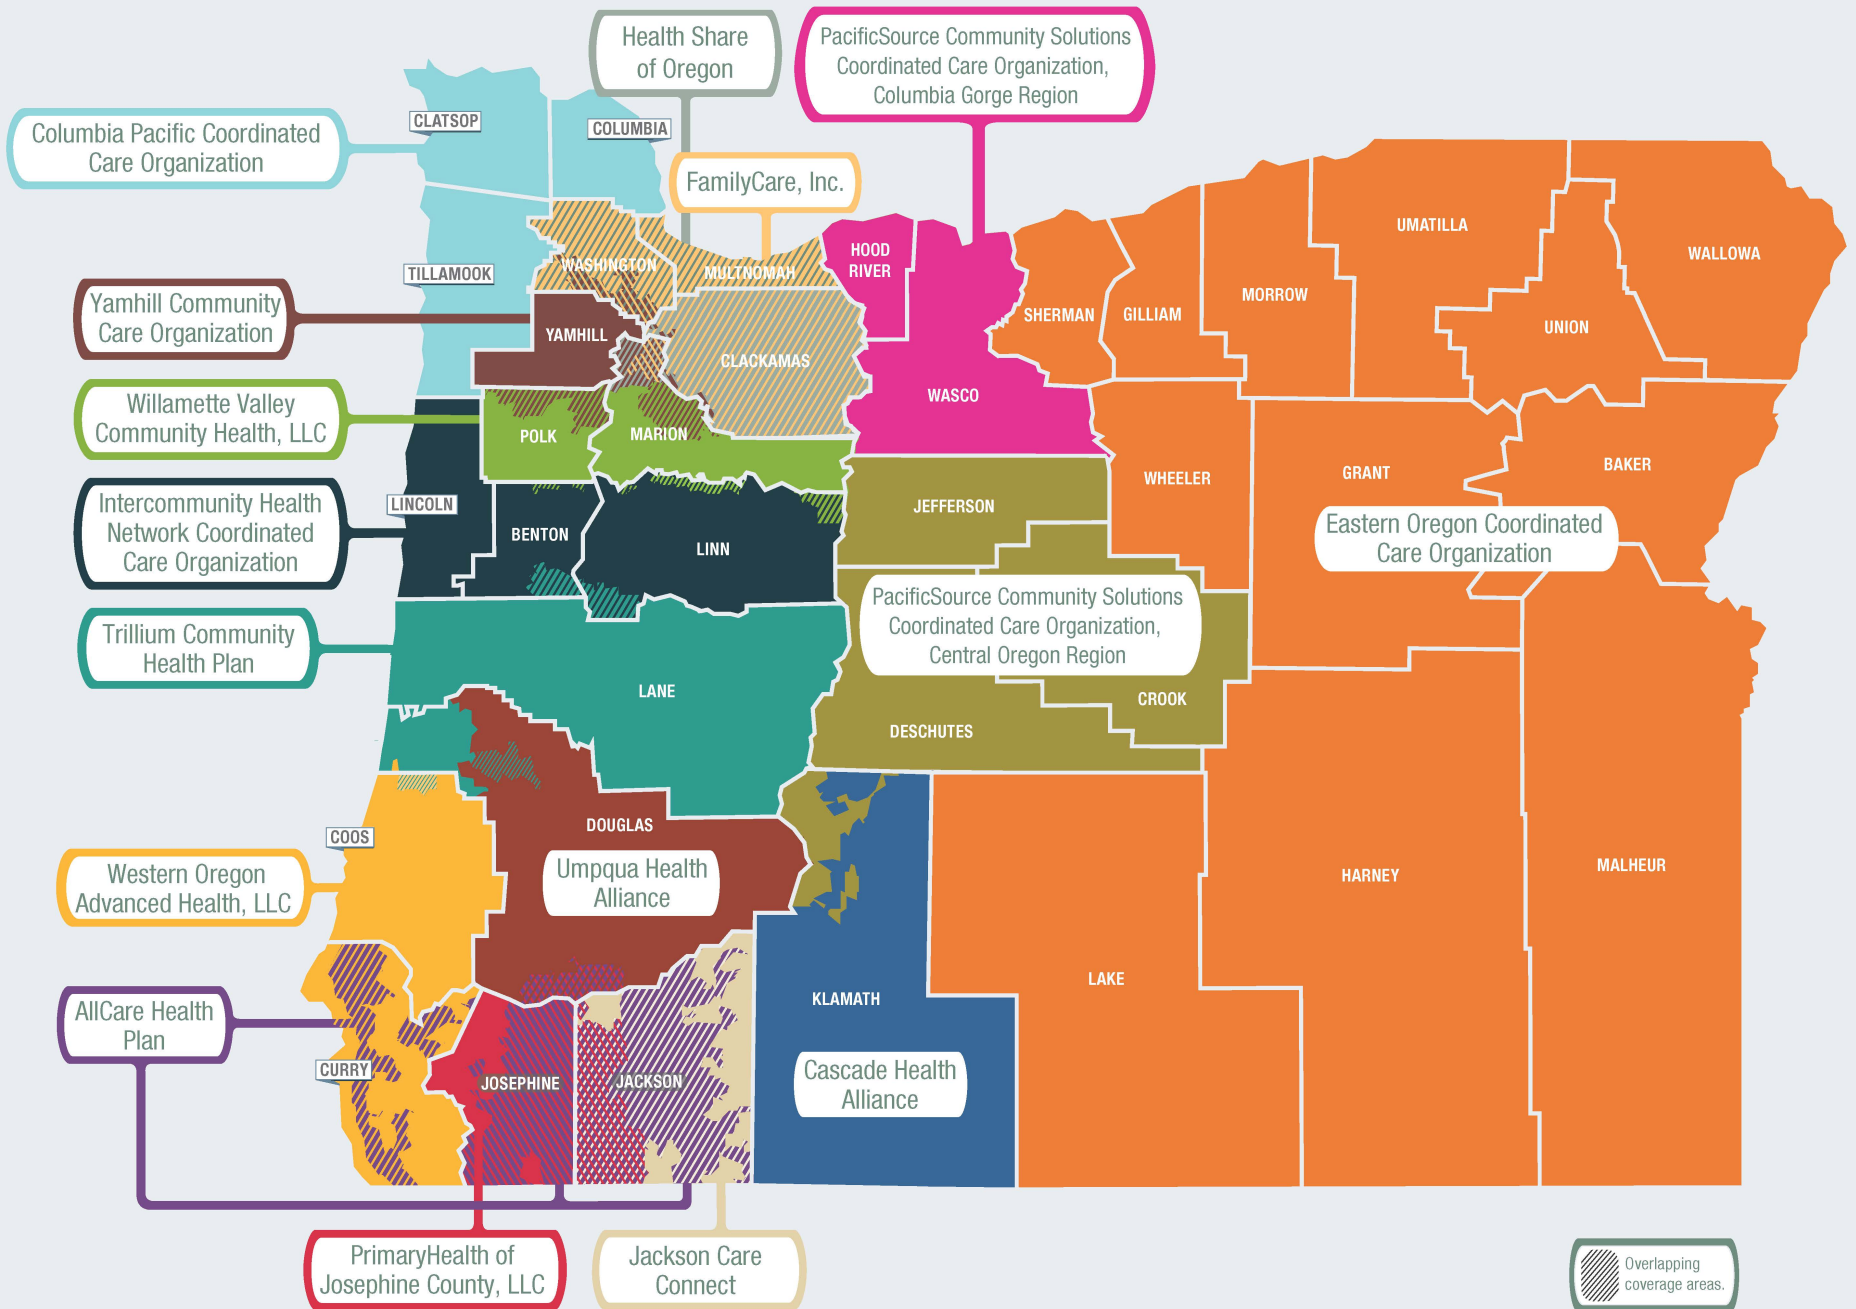 Health Share
of Oregon
PacificSource Community Solutions
Coordinated Care Organization,
Columbia Gorge Region
Columbia Pacific Coordinated
Care Organization
CLATSOP
COLUMBIA
FamilyCare, Inc.
TILLAMOOK
WASHINGTON
MULTNOMAH
HOOD
RIVER
SHERMAN
GILLIAM
MORROW
UMATILLA
UNION
WALLOWA
Yamhill Community
Care Organization
YAMHILL
CLACKAMAS
WASCO
Willamette Valley
Community Health, LLC
POLK
MARION
WHEELER
GRANT
BAKER
Intercommunity Health
Network Coordinated
Care Organization
LINCOLN
BENTON
LINN
JEFFERSON
Eastern Oregon Coordinated
Care Organization
PacificSource Community Solutions
Coordinated Care Organization,
Central Oregon Region
Trillium Community
Health Plan
LANE
CROOK
DESCHUTES
COOS
DOUGLAS
Umpqua Health
Alliance
Western Oregon
Advanced Health, LLC
HARNEY
MALHEUR
LAKE
KLAMATH
AllCare Health
Plan
CURRY
JOSEPHINE
JACKSON
Cascade Health
Alliance
PrimaryHealth of
Josephine County, LLC
Jackson Care
Connect
Overlapping
coverage areas.